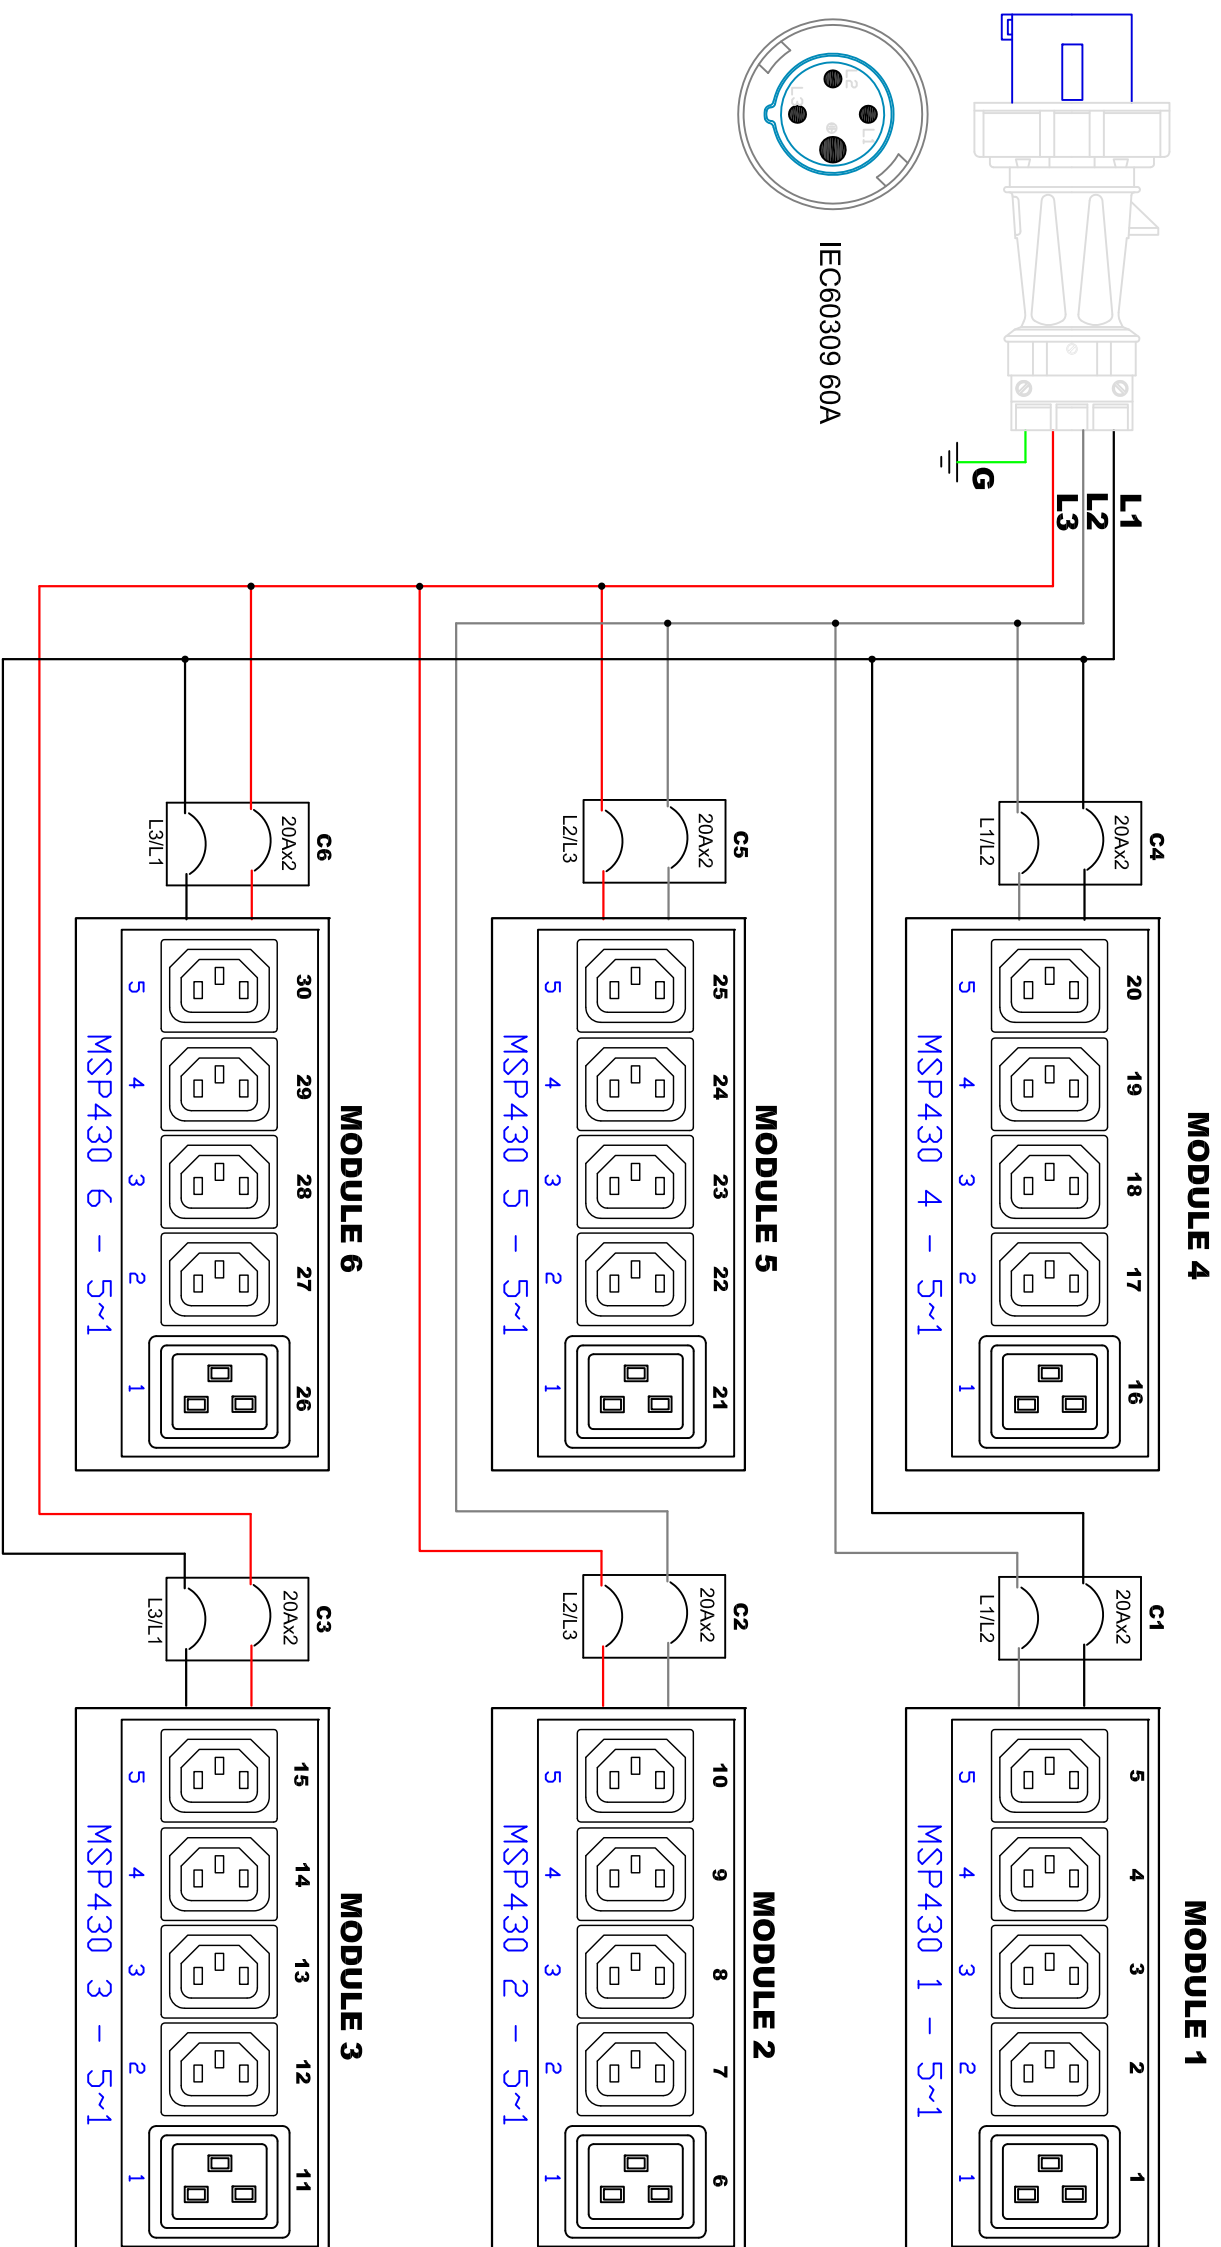 L1
L2
L3
IEC60309 60A
L1
L2
L3
G
C4
20Ax2
L1/L2
MODULE 4
20
19
18
17
16
5
4
3
2
1
MSP430 4 - 5~1
C1
20Ax2
L1/L2
MODULE 1
5
4
3
2
1
5
4
3
2
1
MSP430 1 - 5~1
C5
20Ax2
L2/L3
MODULE 5
25
24
23
22
21
5
4
3
2
1
MSP430 5 - 5~1
C2
20Ax2
L2/L3
MODULE 2
10
9
8
7
6
5
4
3
2
1
MSP430 2 - 5~1
C6
20Ax2
L3/L1
MODULE 6
30
29
28
27
26
5
4
3
2
1
MSP430 6 - 5~1
C3
20Ax2
L3/L1
MODULE 3
15
14
13
12
11
5
4
3
2
1
MSP430 3 - 5~1